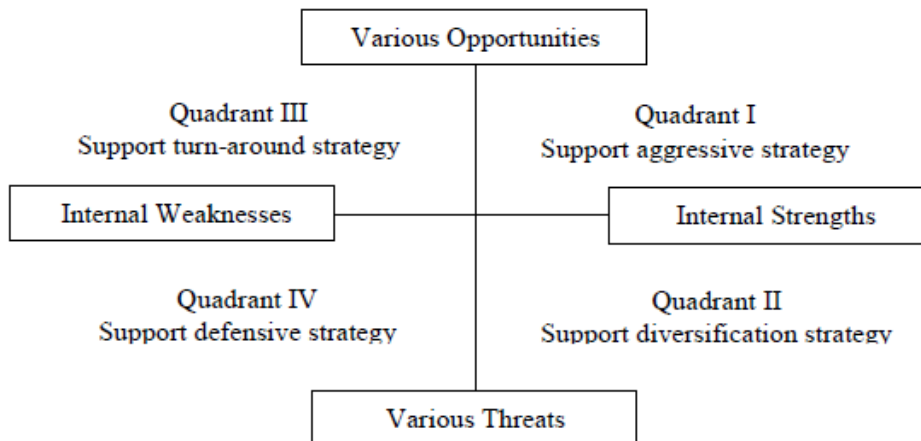 Various Opportunities
Quadrant III
Support turn-around strategy
Quadrant I
Support aggressive strategy
Internal Weaknesses
Internal Strengths
Quadrant IV
Support defensive strategy
Quadrant II
Support diversification strategy
Various Threats